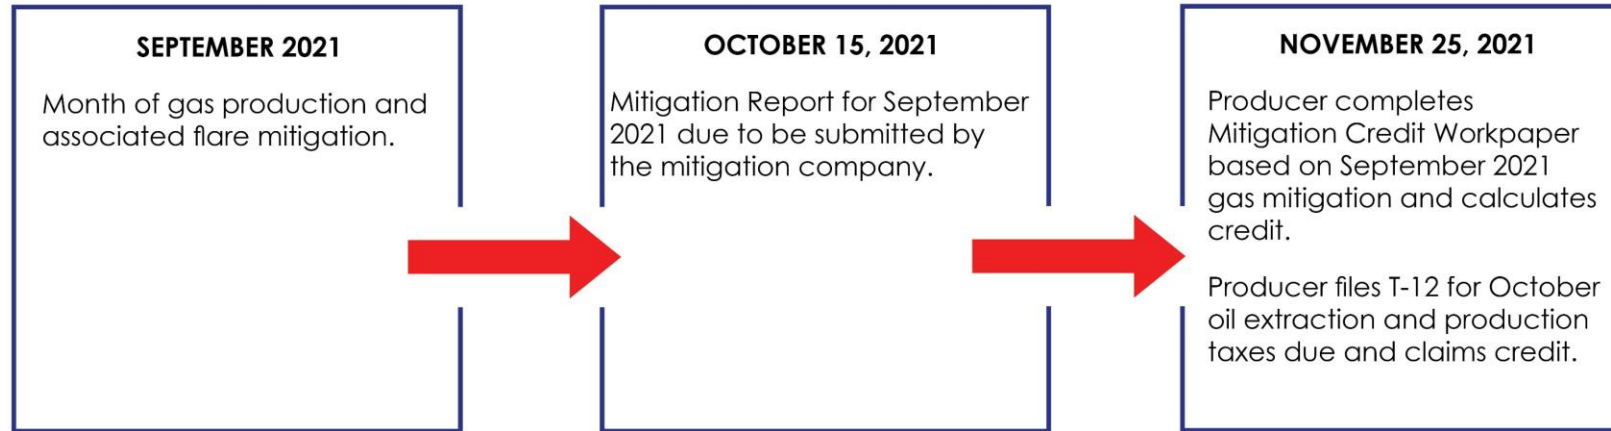 SEPTEMBER 2021
Month of gas production and
associated flare mitigation.
OCTOBER 15, 2021
Mitigation Report for September
2021 due to be submitted by
the mitigation company.
NOVEMBER 25, 2021
Producer completes
Mitigation Credit Workpaper
based on September 2021
gas mitigation and calculates
credit.
Producer files T-12 for October
oil extraction and production
taxes due and claims credit.